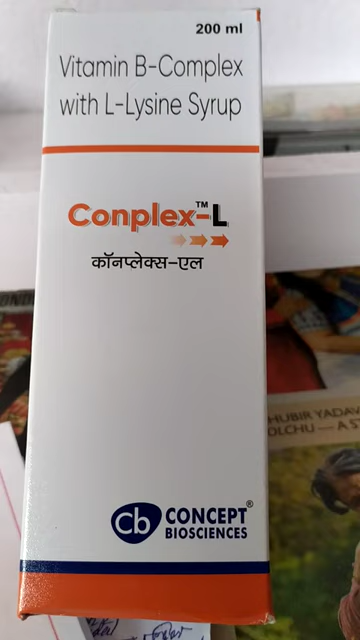 200 ml
Vitamin B-Complex
with L-Lysine Syrup
Conplex™-L
कॉनप्लेक्स-एल
Cb CONCEPT®
BIOSCIENCES
HUBIR YADAV
OLCHU — A.ST